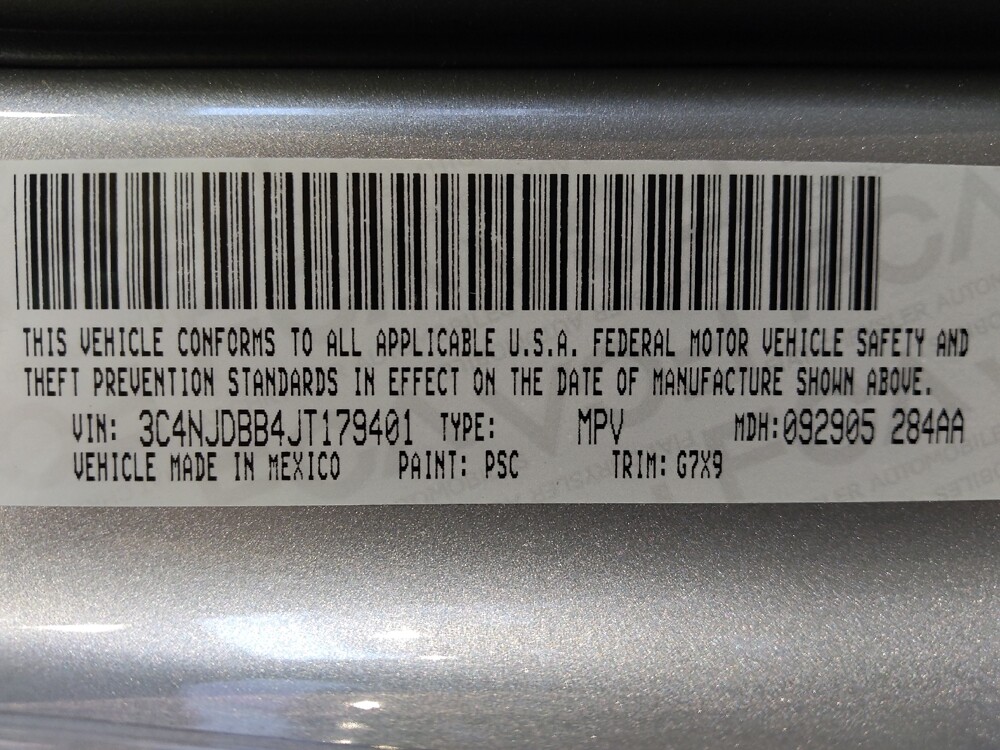 THIS VEHICLE CONFORMS TO ALL APPLICABLE U.S.A. FEDERAL MOTOR VEHICLE SAFETY AND
THEFT PREVENTION STANDARDS IN EFFECT ON THE DATE OF MANUFACTURE SHOWN ABOVE.
VIN: 3C4NJDBB4JT179401 TYPE: MPV MDH:092905 284AA
VEHICLE MADE IN MEXICO PAINT: PSC TRIM: G7X9